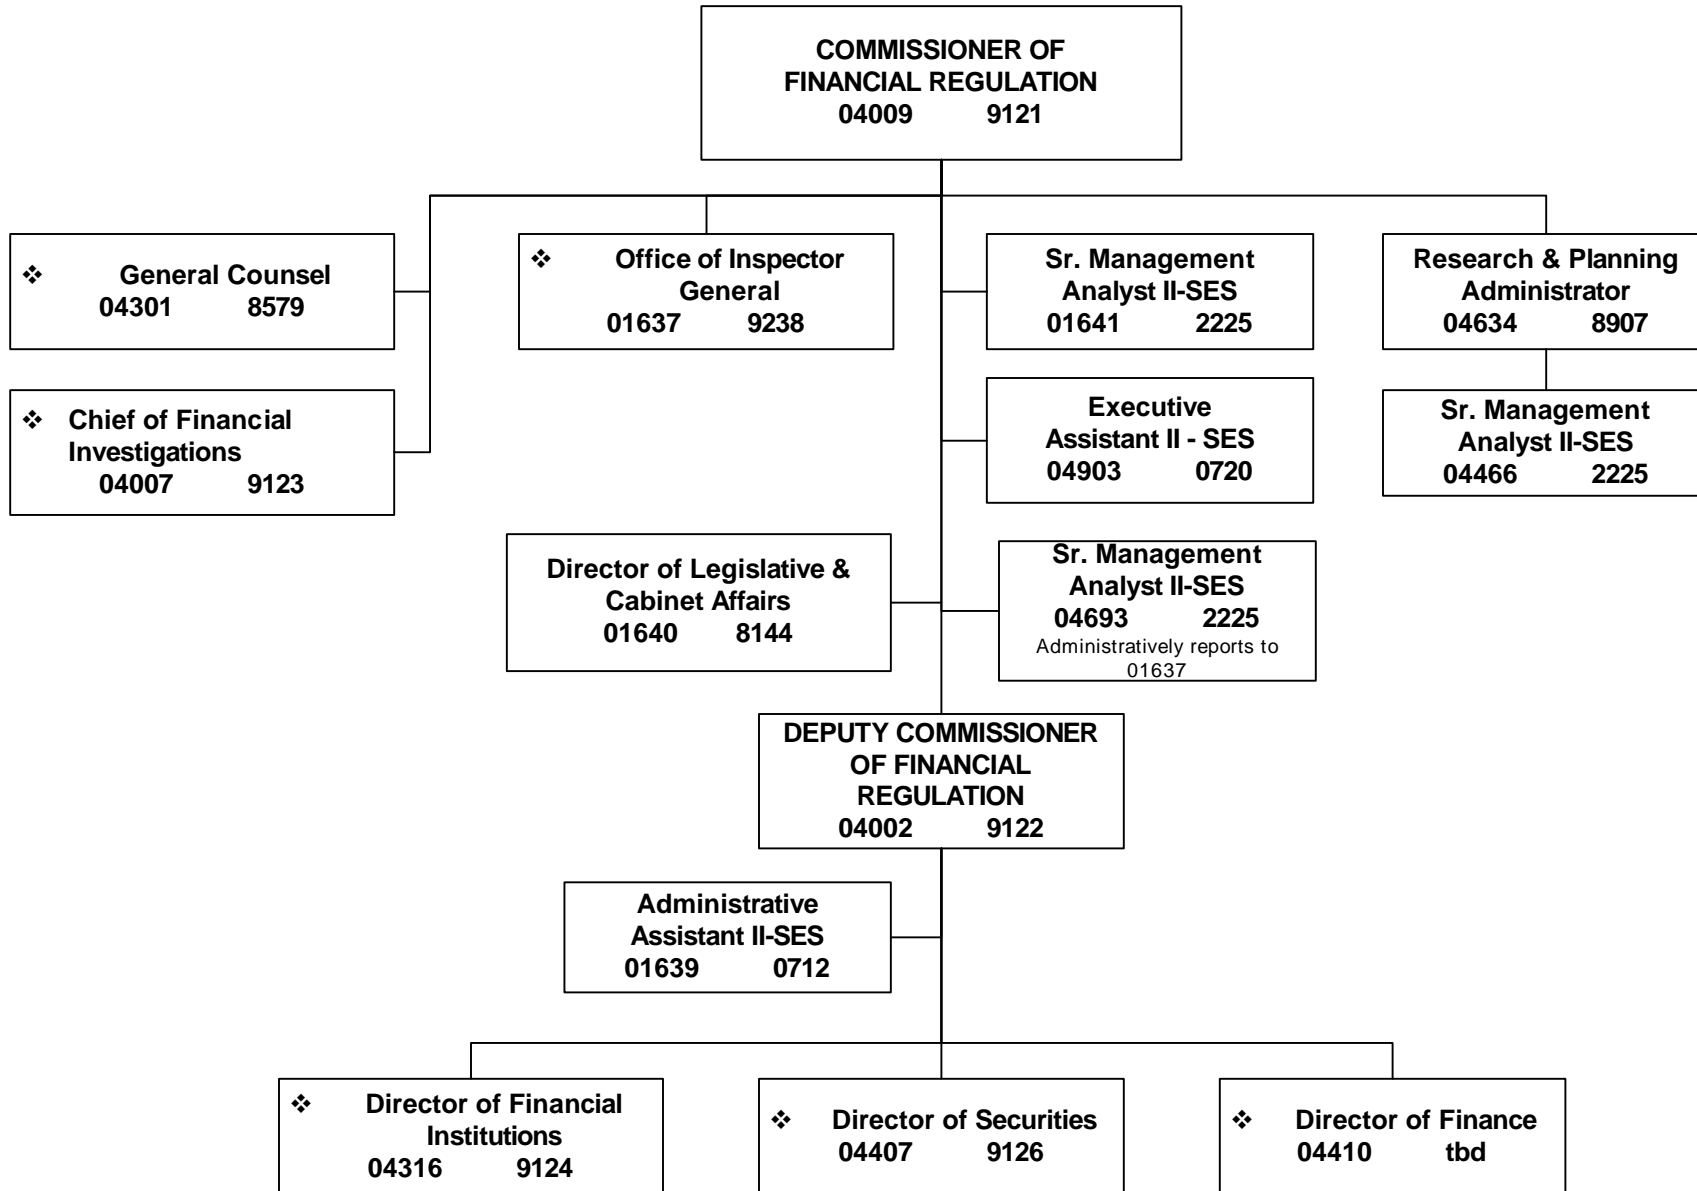 COMMISSIONER OF
FINANCIAL REGULATION
04009 9121
❖ General Counsel
04301 8579
❖ Office of Inspector
General
01637 9238
Sr. Management
Analyst II-SES
01641 2225
Research & Planning
Administrator
04634 8907
❖ Chief of Financial
Investigations
04007 9123
Executive
Assistant II - SES
04903 0720
Sr. Management
Analyst II-SES
04466 2225
Director of Legislative &
Cabinet Affairs
01640 8144
Sr. Management
Analyst II-SES
04693 2225
Administratively reports to
01637
DEPUTY COMMISSIONER
OF FINANCIAL
REGULATION
04002 9122
Administrative
Assistant II-SES
01639 0712
❖ Director of Financial
Institutions
04316 9124
❖ Director of Securities
04407 9126
❖ Director of Finance
04410 tbd